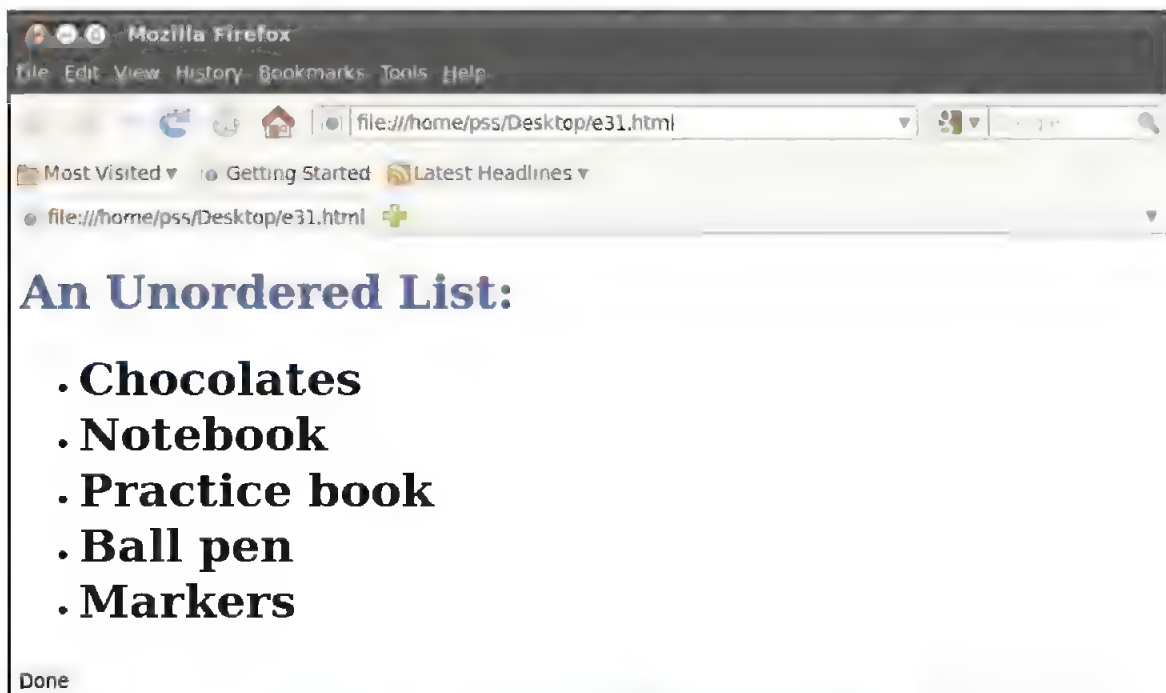 Mozilla Firefox
File Edit View History Bookmarks Tools Help
file:///home/pss/Desktop/e31.html
Most Visited Getting Started Latest Headlines
file:///home/pss/Desktop/e31.html
An Unordered List:
• Chocolates
• Notebook
• Practice book
• Ball pen
• Markers
Done